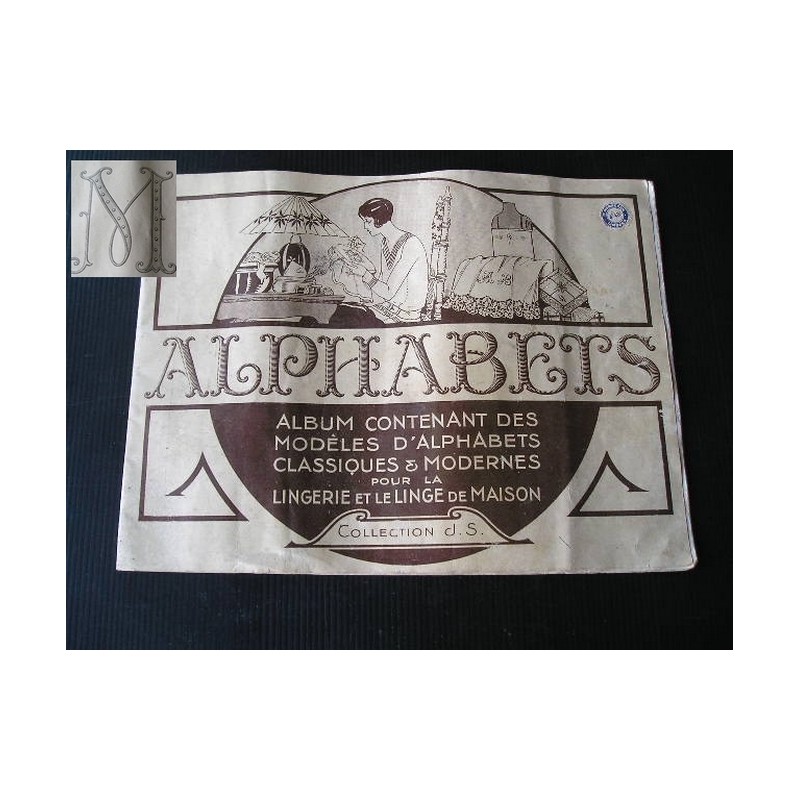 M
A B
ALPHABETS
ALBUM CONTENANT DES
MODÈLES D'ALPHABETS
CLASSIQUES & MODERNES
POUR LA
LINGERIE ET LE LINGE DE MAISON
COLLECTION J.S.